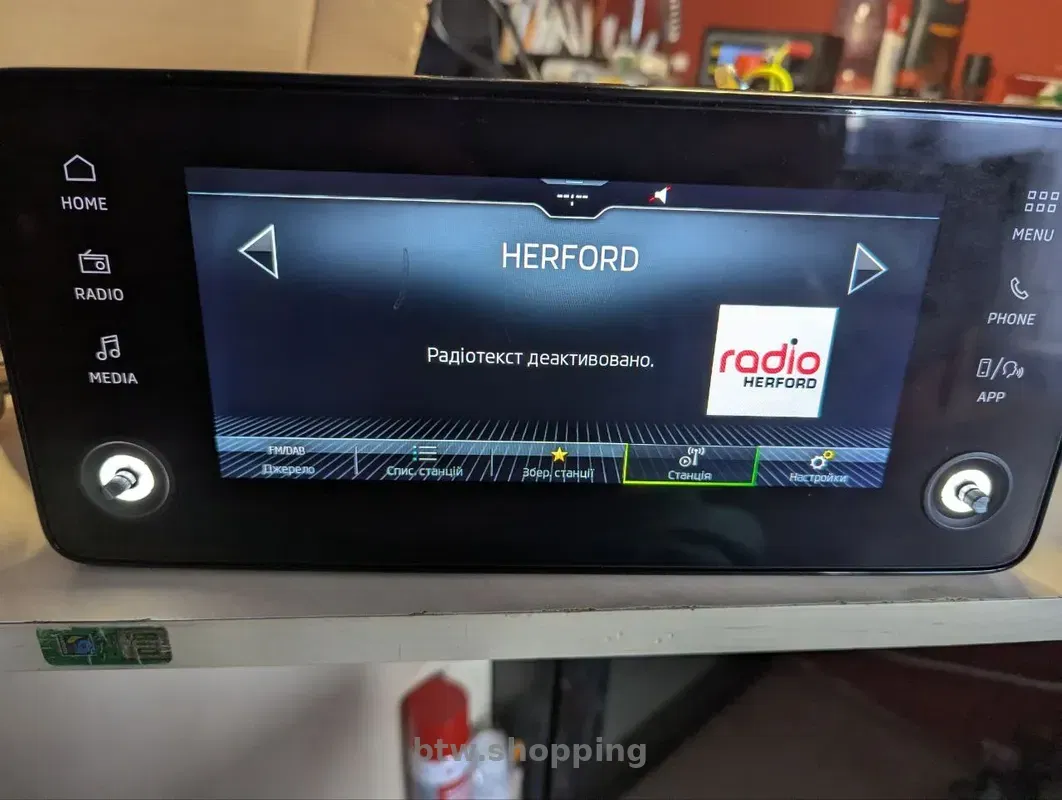 HOME
RADIO
MEDIA
--:--
HERFORD
Радіотекст деактивовано.
radio
HERFORD
FM/DAB
Джерело
Спис. станцій
Збер. станції
Станція
Настройки
MENU
PHONE
APP
btw.shopping